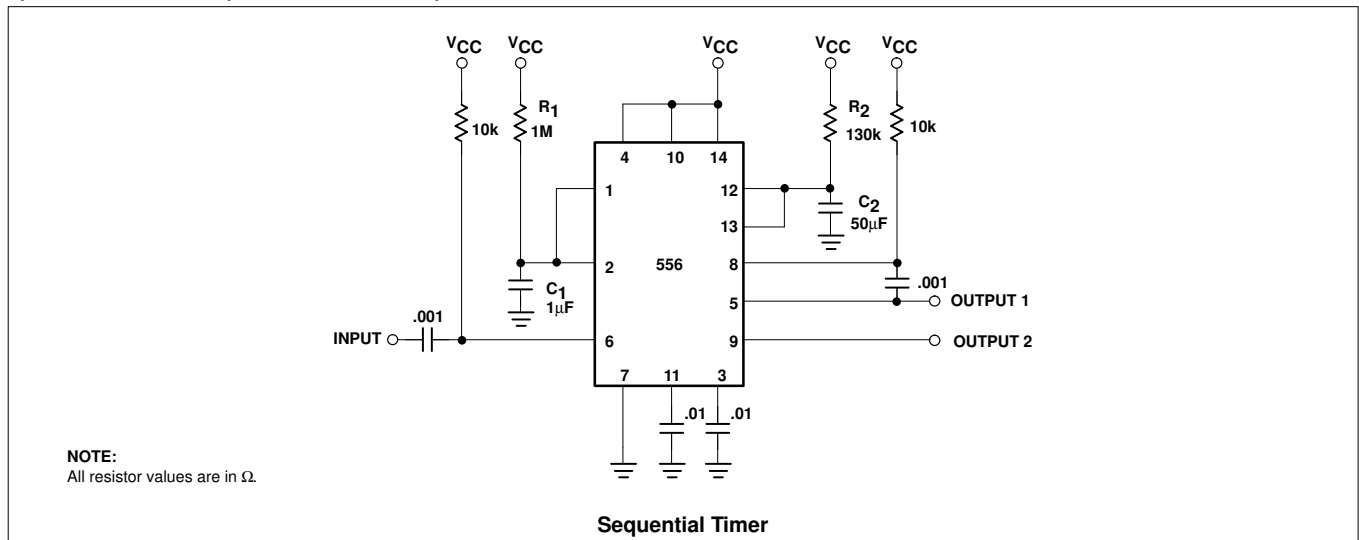 VCC VCC VCC VCC VCC
10k R1 1M R2 130k 10k
4 10 14
1 12
C2 50µF
13
2 556 8
C1 1µF .001
5 OUTPUT 1
.001
INPUT 6 9 OUTPUT 2
7 11 3
.01 .01
NOTE:
All resistor values are in Ω.
Sequential Timer